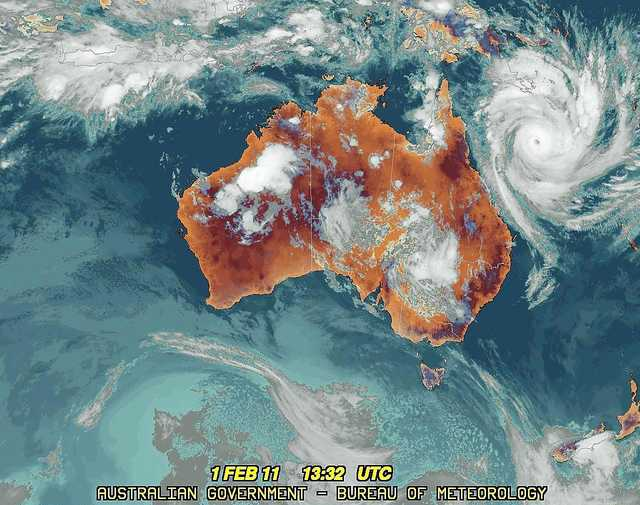 1 FEB 11 13:32 UTC
AUSTRALIAN GOVERNMENT - BUREAU OF METEOROLOGY